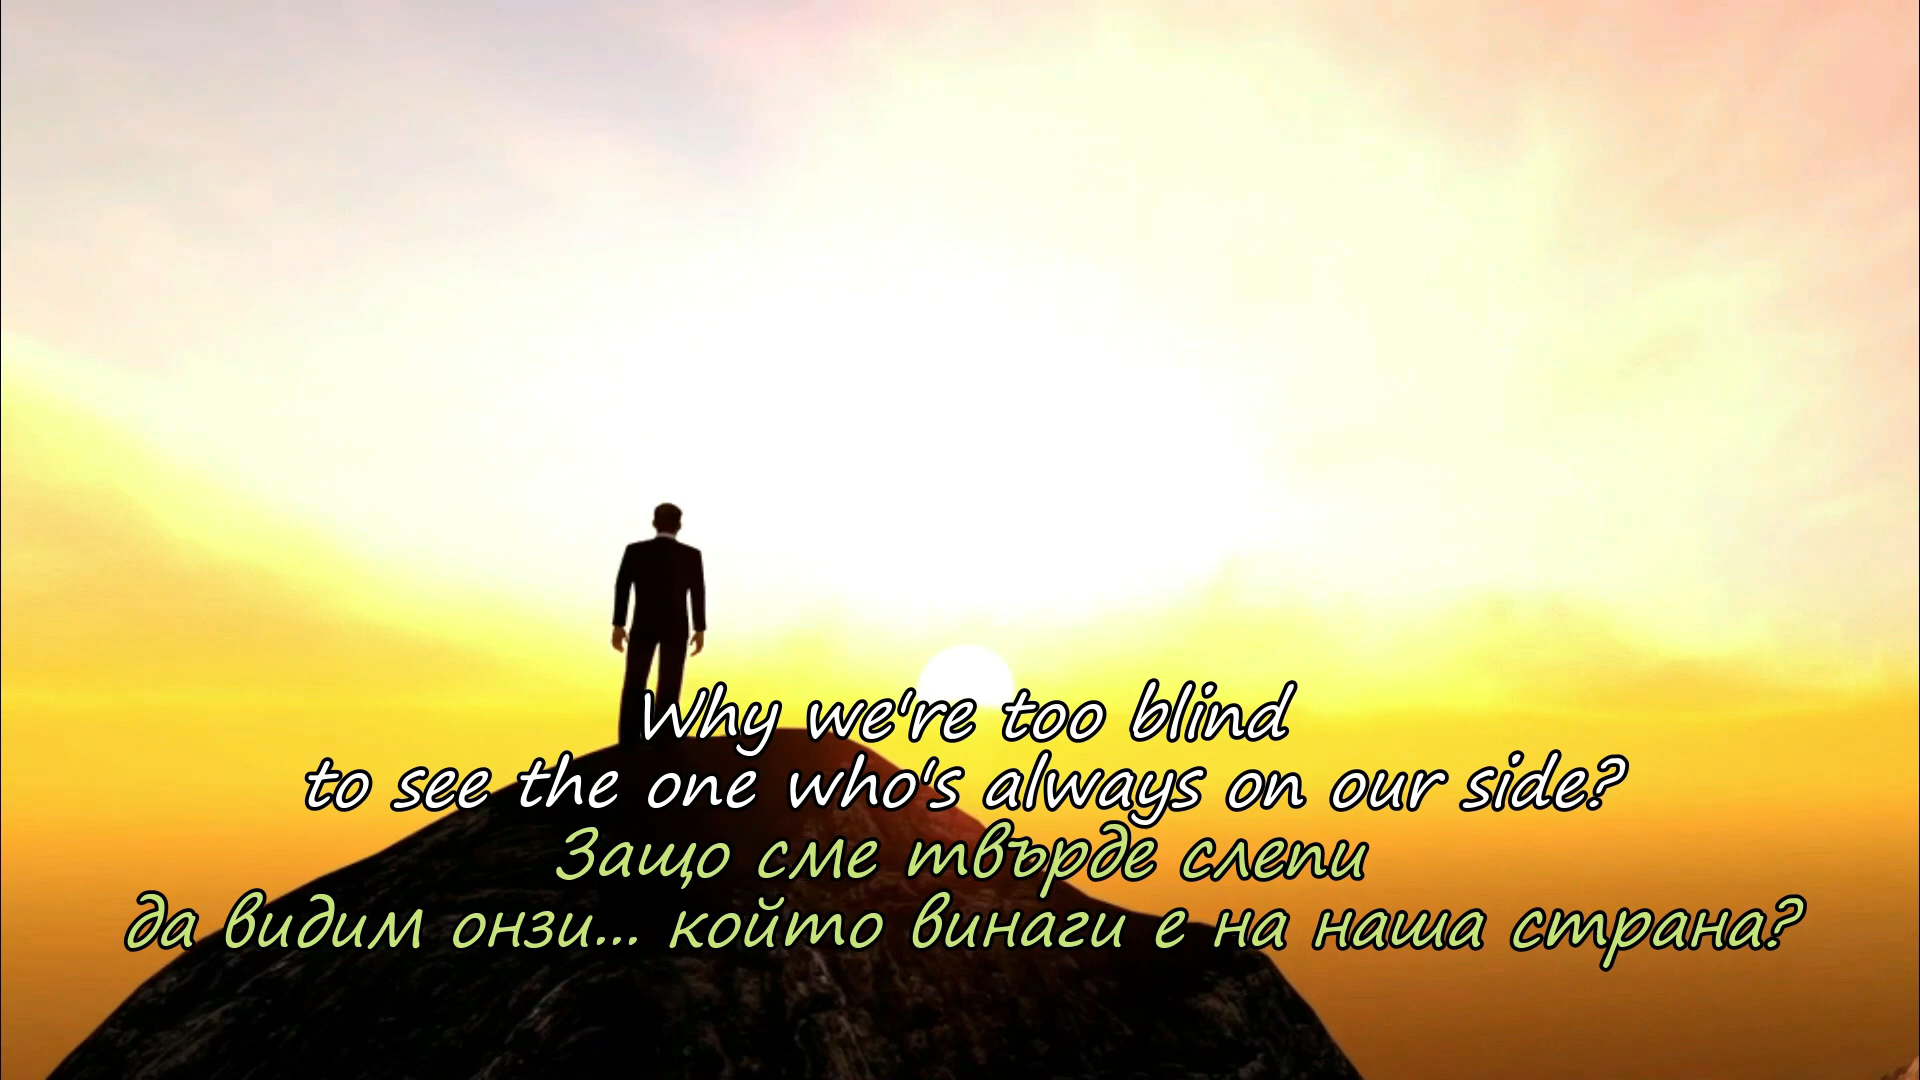 Why we're too blind
to see the one who's always on our side?
Защо сме твърде слепи
да видим онзи... който винаги е на наша страна?